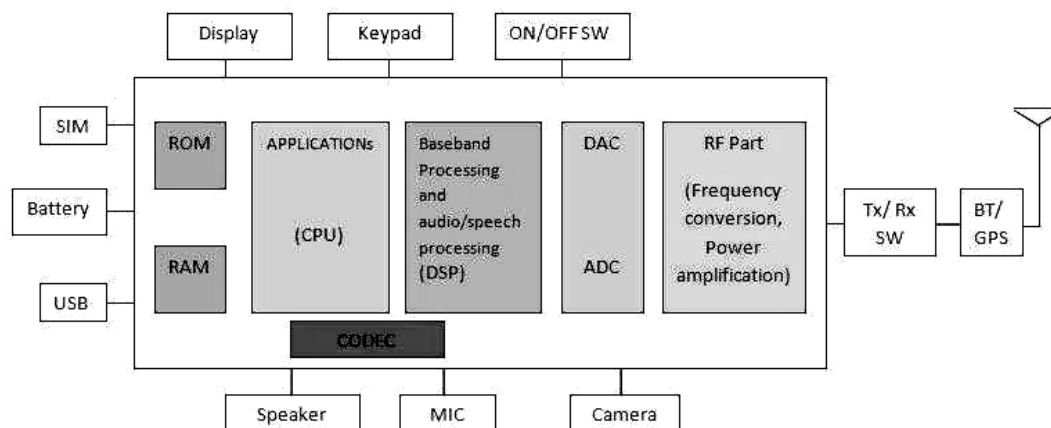 Display
Keypad
ON/OFF SW
SIM
Battery
USB
ROM
RAM
APPLICATIONs
(CPU)
Baseband
Processing
and
audio/speech
processing
(DSP)
DAC
ADC
RF Part
(Frequency
conversion,
Power
amplification)
Tx/ Rx
SW
BT/
GPS
CODEC
Speaker
MIC
Camera